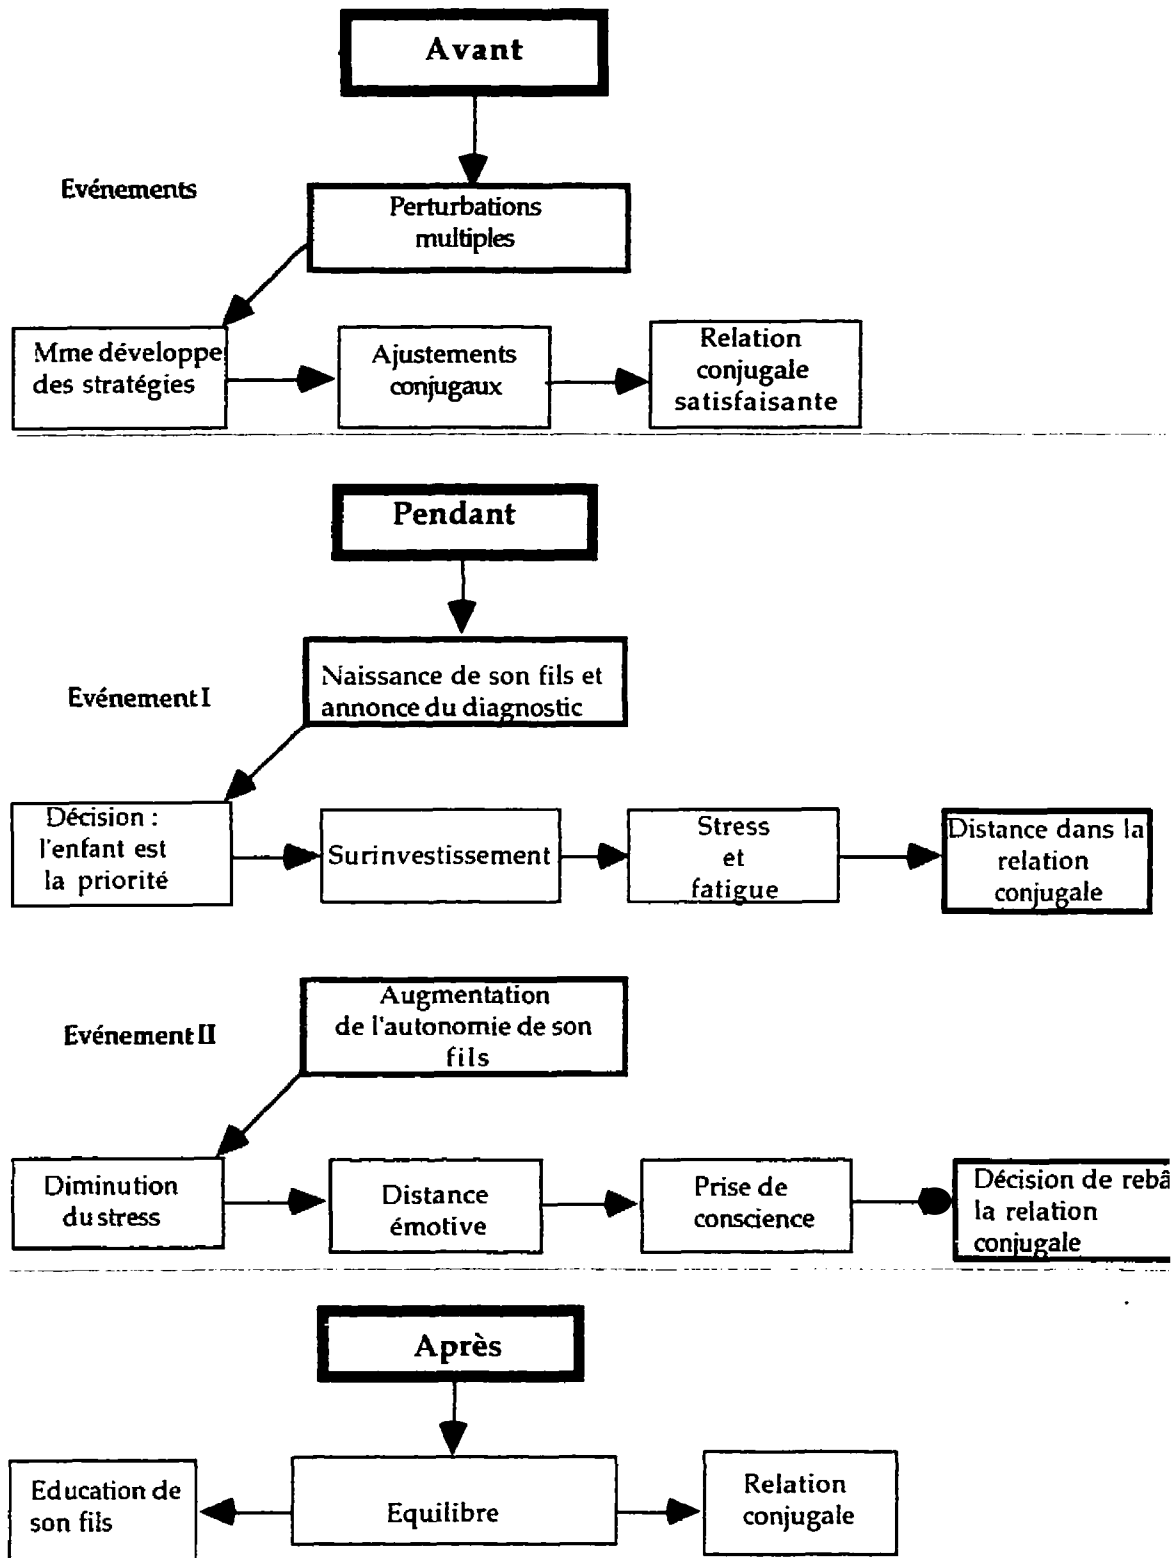 Avant
Evénements
Perturbations
multiples
Mme développe
des stratégies
Ajustements
conjugaux
Relation
conjugale
satisfaisante
Pendant
Evénement I
Naissance de son fils et
annonce du diagnostic
Décision :
l'enfant est
la priorité
Surinvestissement
Stress
et
fatigue
Distance dans la
relation
conjugale
Evénement II
Augmentation
de l'autonomie de son
fils
Diminution
du stress
Distance
émotive
Prise de
conscience
Décision de rebâ
la relation
conjugale
Après
Education de
son fils
Equilibre
Relation
conjugale